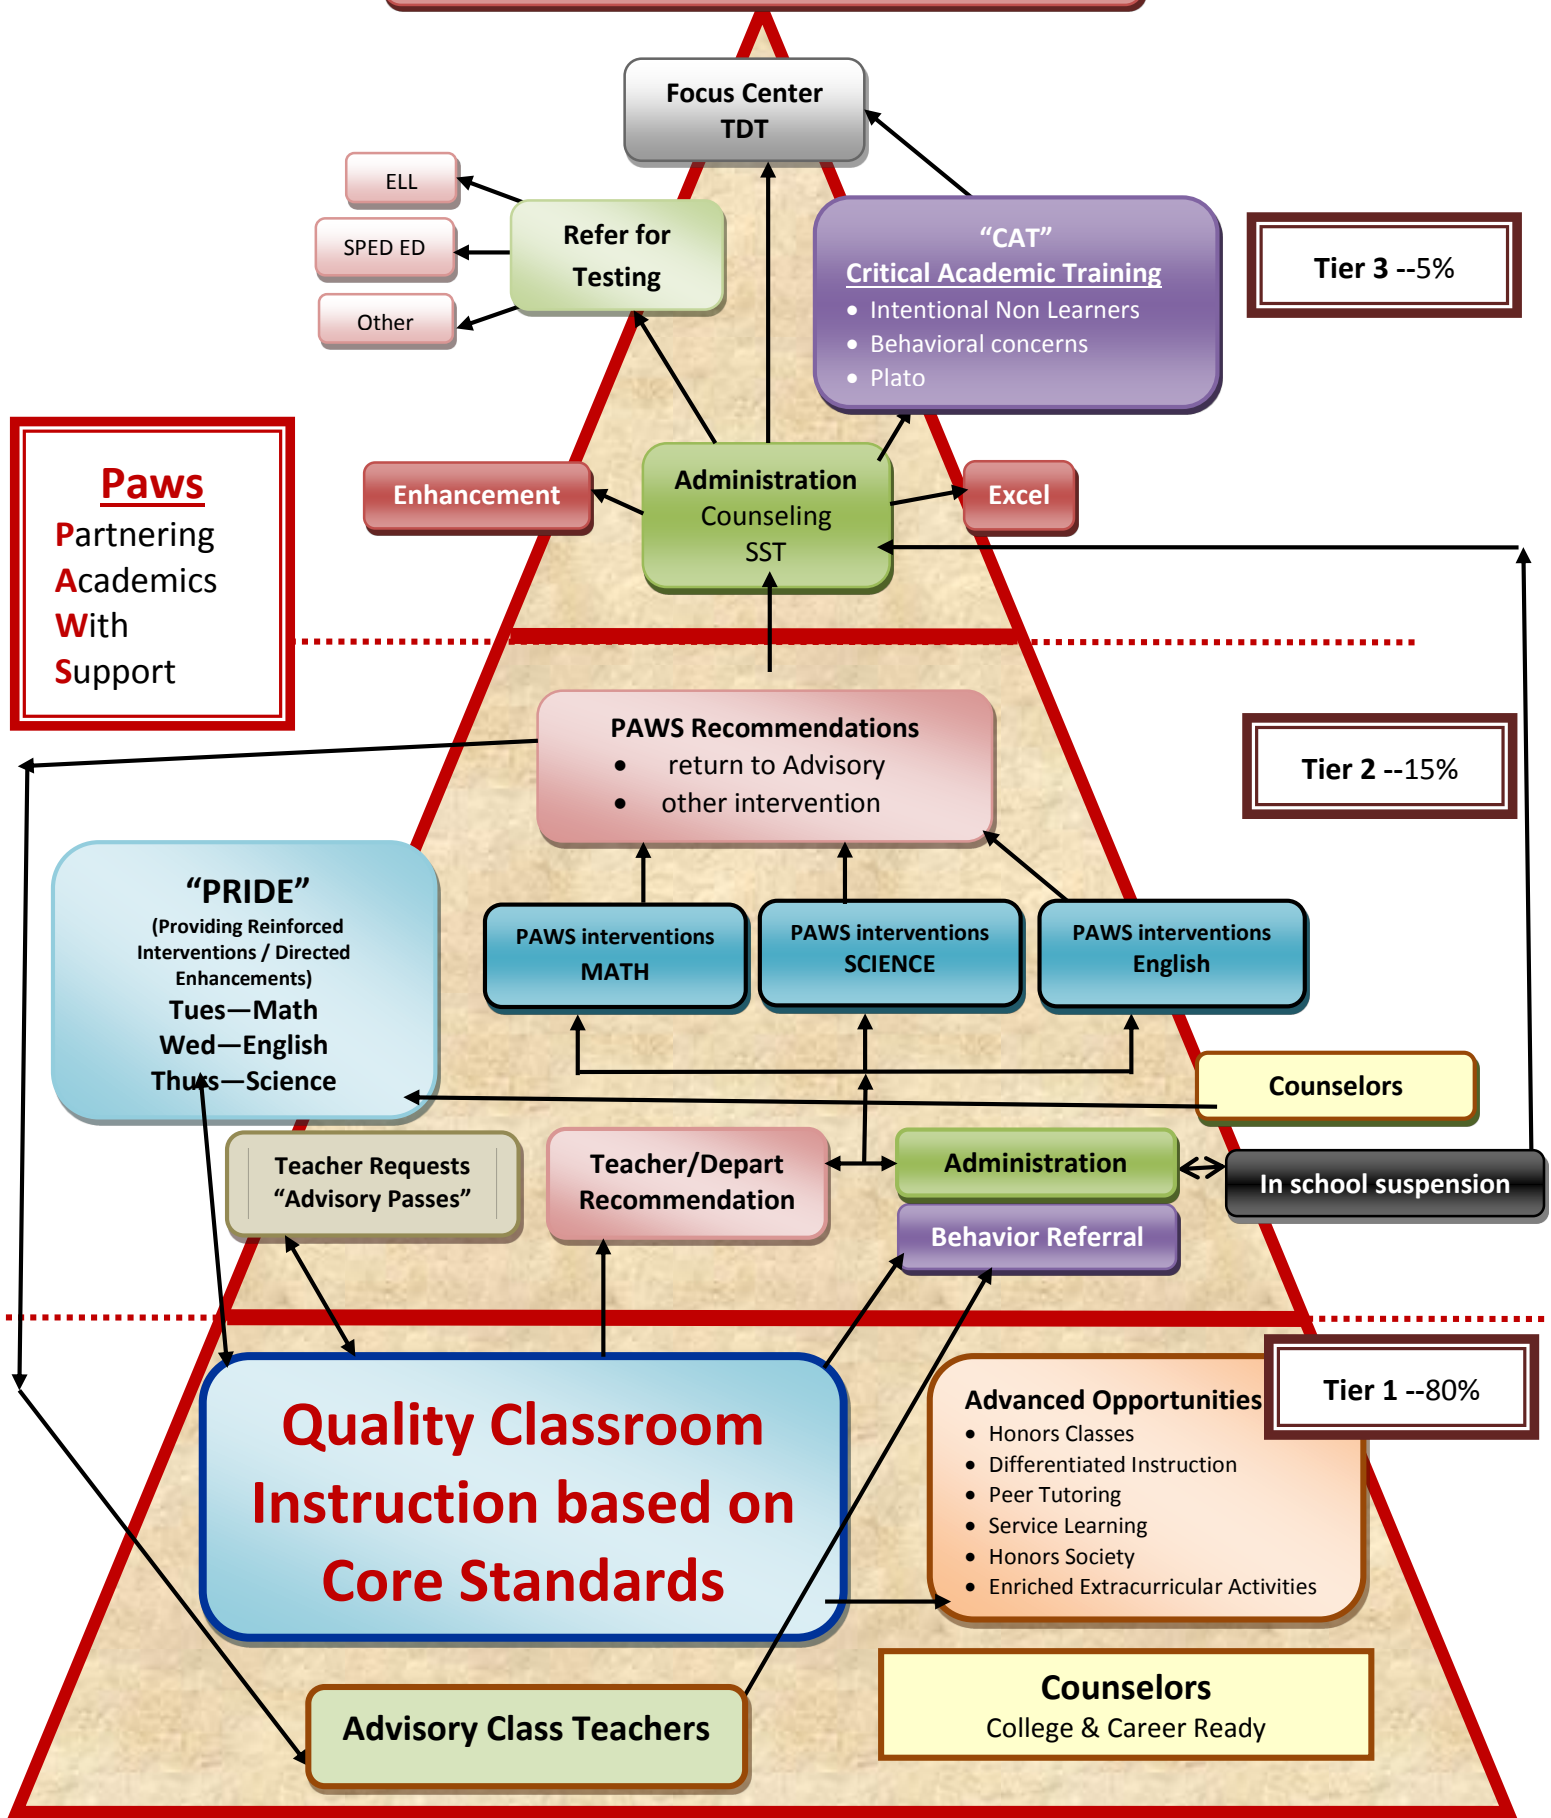 Focus Center
TDT
ELL
SPED ED
Other
Refer for
Testing
“CAT”
Critical Academic Training
• Intentional Non Learners
• Behavioral concerns
• Plato
Tier 3 --5%
Paws
Partnering
Academics
With
Support
Enhancement
Administration
Counseling
SST
Excel
PAWS Recommendations
• return to Advisory
• other intervention
Tier 2 --15%
“PRIDE”
(Providing Reinforced
Interventions / Directed
Enhancements)
Tues—Math
Wed—English
Thurs—Science
PAWS interventions
MATH
PAWS interventions
SCIENCE
PAWS interventions
English
Counselors
Teacher Requests
“Advisory Passes”
Teacher/Depart
Recommendation
Administration
Behavior Referral
In school suspension
Quality Classroom
Instruction based on
Core Standards
Advanced Opportunities
• Honors Classes
• Differentiated Instruction
• Peer Tutoring
• Service Learning
• Honors Society
• Enriched Extracurricular Activities
Tier 1 --80%
Advisory Class Teachers
Counselors
College & Career Ready